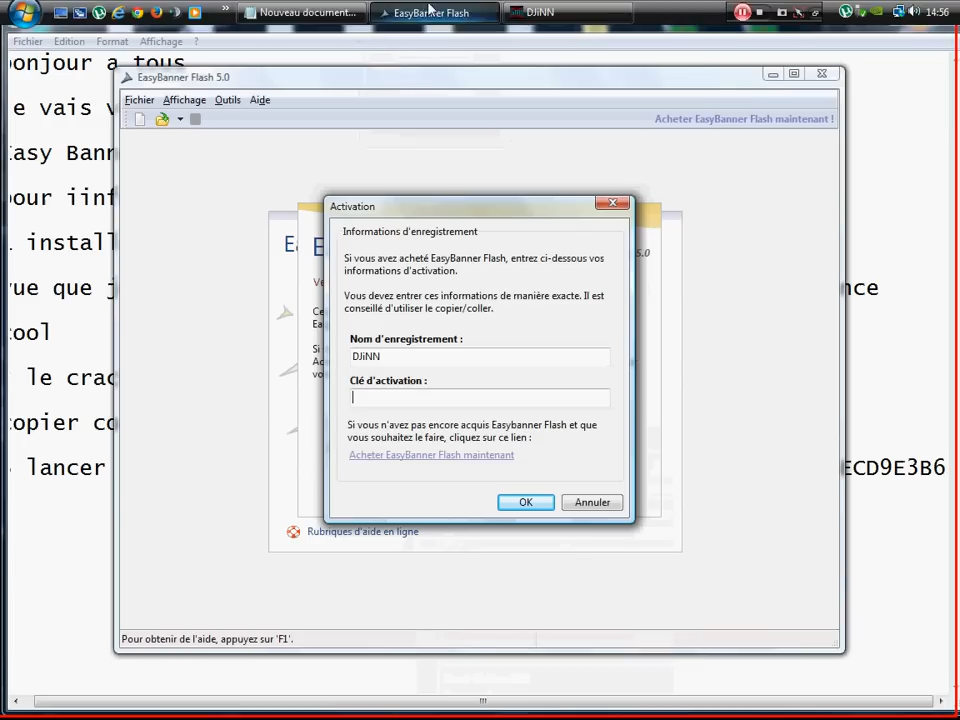 Nouveau document...
EasyBanner Flash
DJiNN
14:56
Fichier Edition Format Affichage ?
bonjour a tous
e vais v
Easy Bann
pour iinf
installl
vue que j
ance
cool
le crac
copier co
lancer
ECD9E3B6
EasyBanner Flash 5.0
Fichier Affichage Outils Aide
Acheter EasyBanner Flash maintenant !
5.0
Activation
Informations d'enregistrement
Si vous avez acheté EasyBanner Flash, entrez ci-dessous vos
informations d'activation.
Vous devez entrer ces informations de manière exacte. Il est
conseillé d'utiliser le copier/coller.
Nom d'enregistrement :
DJiNN
Clé d'activation :
Si vous n'avez pas encore acquis Easybanner Flash et que
vous souhaitez le faire, cliquez sur ce lien :
Acheter EasyBanner Flash maintenant
OK Annuler
Rubriques d'aide en ligne
Pour obtenir de l'aide, appuyez sur 'F1'.